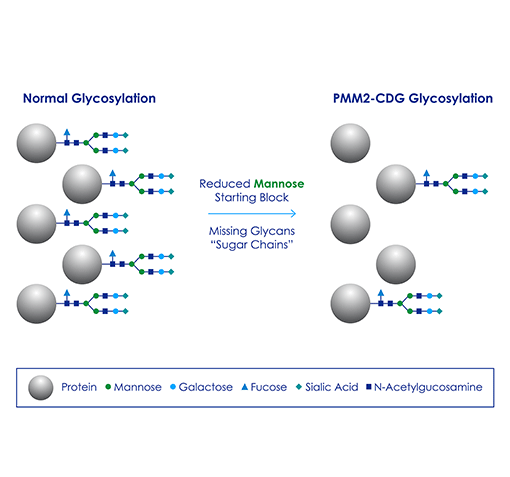 Normal Glycosylation
PMM2-CDG Glycosylation
Reduced Mannose
Starting Block
Missing Glycans
“Sugar Chains”
Protein Mannose Galactose Fucose Sialic Acid N-Acetylgucosamine